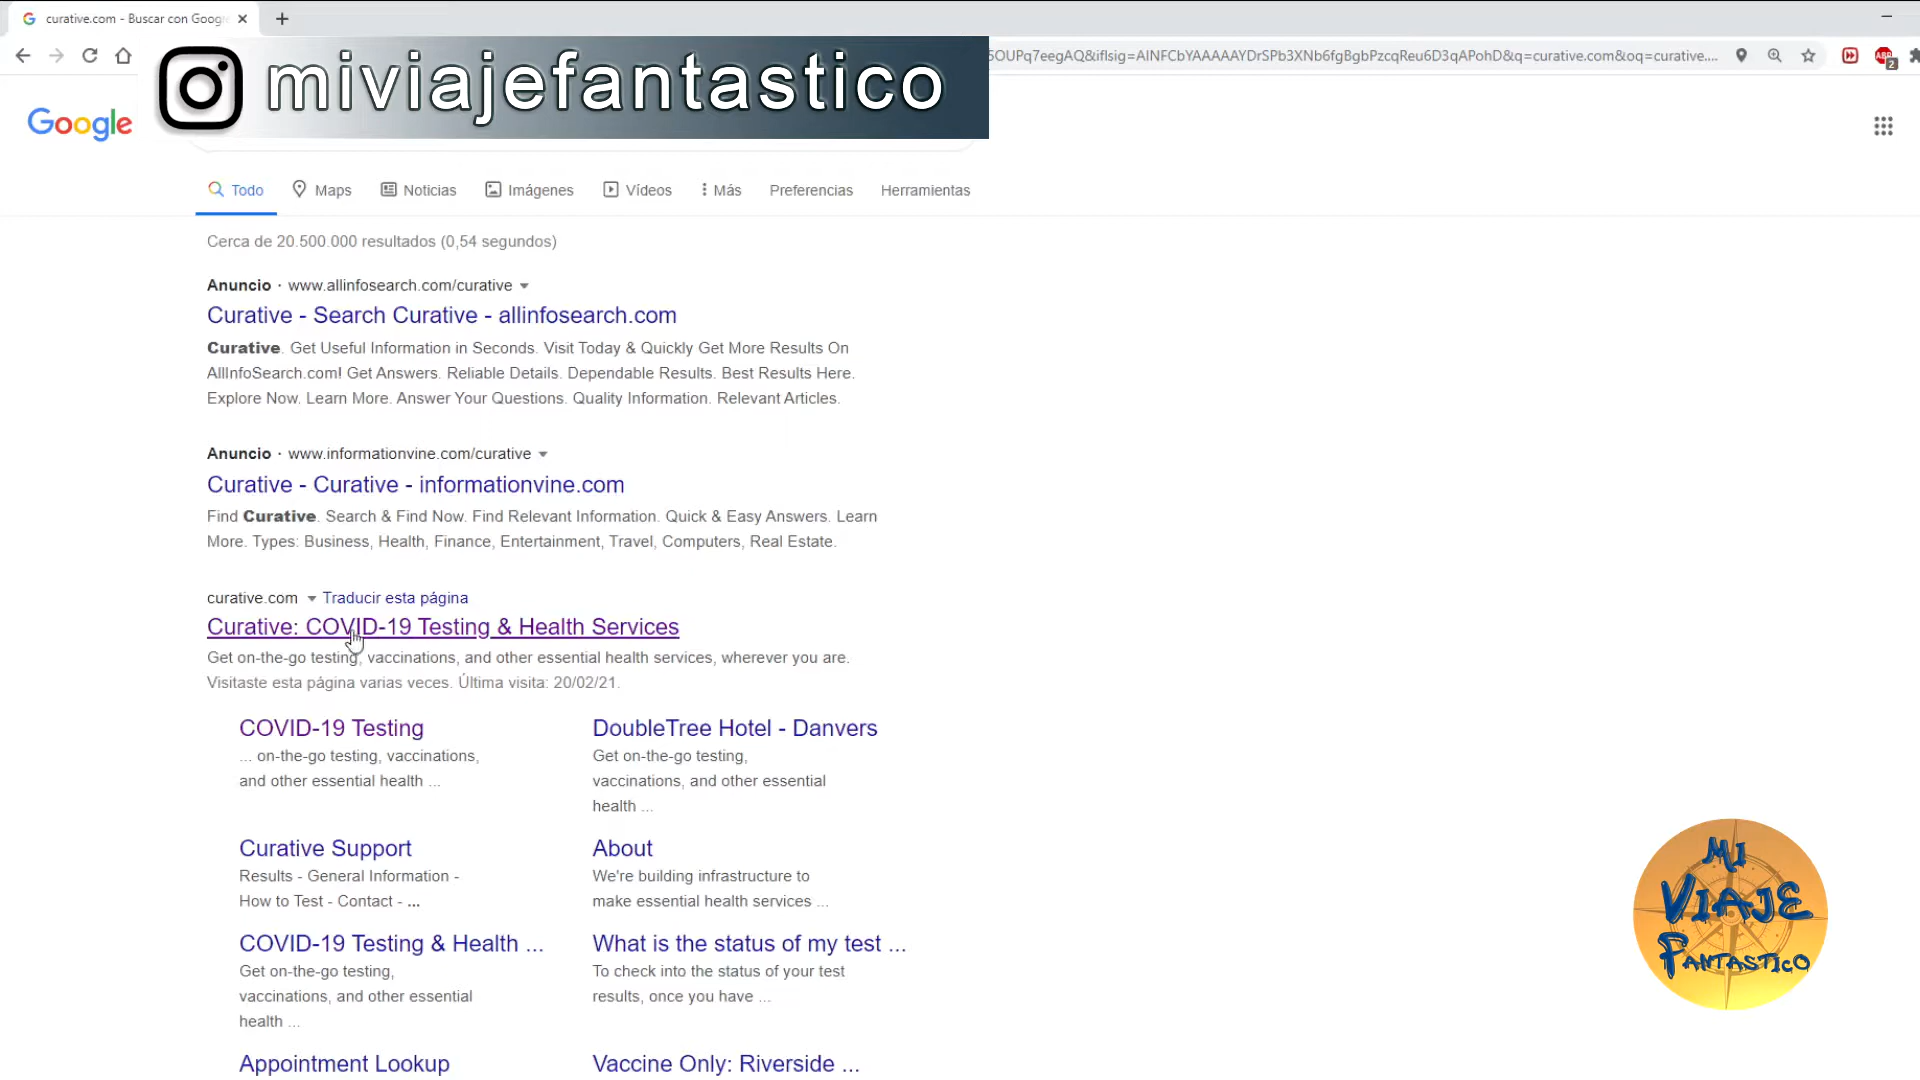 curative.com - Buscar con Google
miviajefantastico
5OUPq7eegAQ&iflsig=AINFCbYAAAAAYDrSPb3XNb6fgBgbPzcqReu6D3qAPohD&q=curative.com&oq=curative....
ABP
2
Google
Todo
Maps
Noticias
Imágenes
Vídeos
Más
Preferencias
Herramientas
Cerca de 20.500.000 resultados (0,54 segundos)
Anuncio · www.allinfosearch.com/curative
Curative - Search Curative - allinfosearch.com
Curative. Get Useful Information in Seconds. Visit Today & Quickly Get More Results On
AllInfoSearch.com! Get Answers. Reliable Details. Dependable Results. Best Results Here.
Explore Now. Learn More. Answer Your Questions. Quality Information. Relevant Articles.
Anuncio · www.informationvine.com/curative
Curative - Curative - informationvine.com
Find Curative. Search & Find Now. Find Relevant Information. Quick & Easy Answers. Learn
More. Types: Business, Health, Finance, Entertainment, Travel, Computers, Real Estate.
curative.com Traducir esta página
Curative: COVID-19 Testing & Health Services
Get on-the-go testing, vaccinations, and other essential health services, wherever you are.
Visitaste esta página varias veces. Última visita: 20/02/21.
COVID-19 Testing
... on-the-go testing, vaccinations,
and other essential health ...
DoubleTree Hotel - Danvers
Get on-the-go testing,
vaccinations, and other essential
health ...
Curative Support
Results - General Information -
How to Test - Contact - ...
About
We're building infrastructure to
make essential health services ...
COVID-19 Testing & Health ...
Get on-the-go testing,
vaccinations, and other essential
health ...
What is the status of my test ...
To check into the status of your test
results, once you have ...
Appointment Lookup
Vaccine Only: Riverside ...
Mi
Viaje
Fantastico